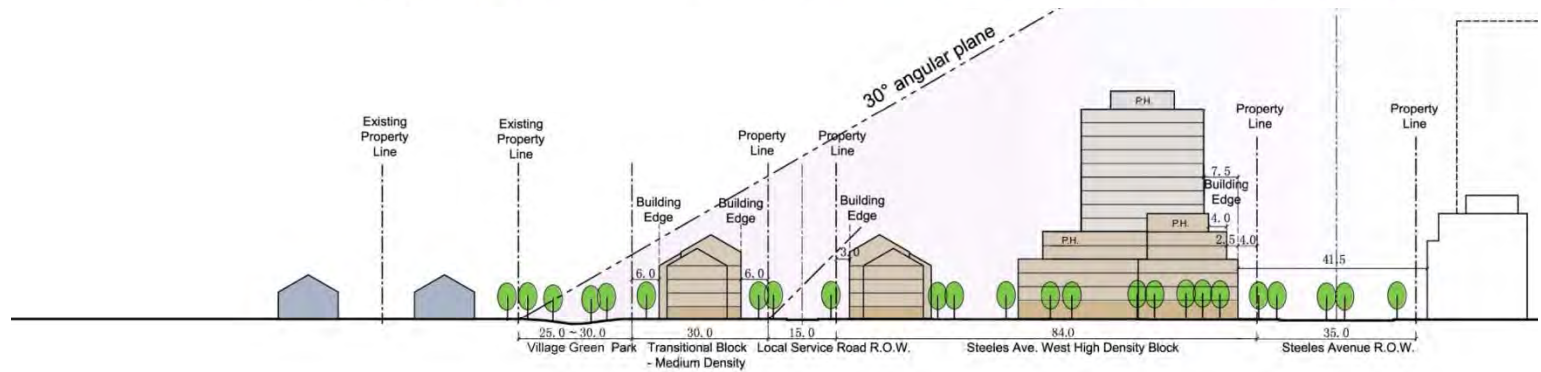 30° angular plane
P.H.
Existing
Property
Line
Existing
Property
Line
Property
Line
Property
Line
Property
Line
Property
Line
7.5
Building
Edge
Building
Edge
Building
Edge
Building
Edge
4.0
P.H.
P.H.
2.5
4.0
3.0
6.0
6.0
41.5
25.0 ~ 30.0
30.0
15.0
84.0
35.0
Village Green Park
Transitional Block
- Medium Density
Local Service Road R.O.W.
Steeles Ave. West High Density Block
Steeles Avenue R.O.W.